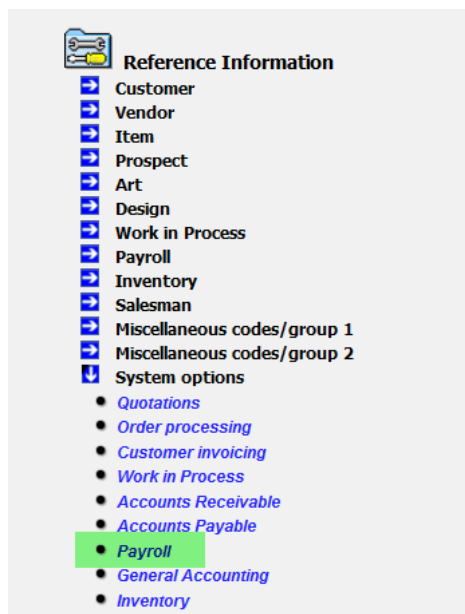 Reference Information
Customer
Vendor
Item
Prospect
Art
Design
Work in Process
Payroll
Inventory
Salesman
Miscellaneous codes/group 1
Miscellaneous codes/group 2
System options
Quotations
Order processing
Customer invoicing
Work in Process
Accounts Receivable
Accounts Payable
Payroll
General Accounting
Inventory